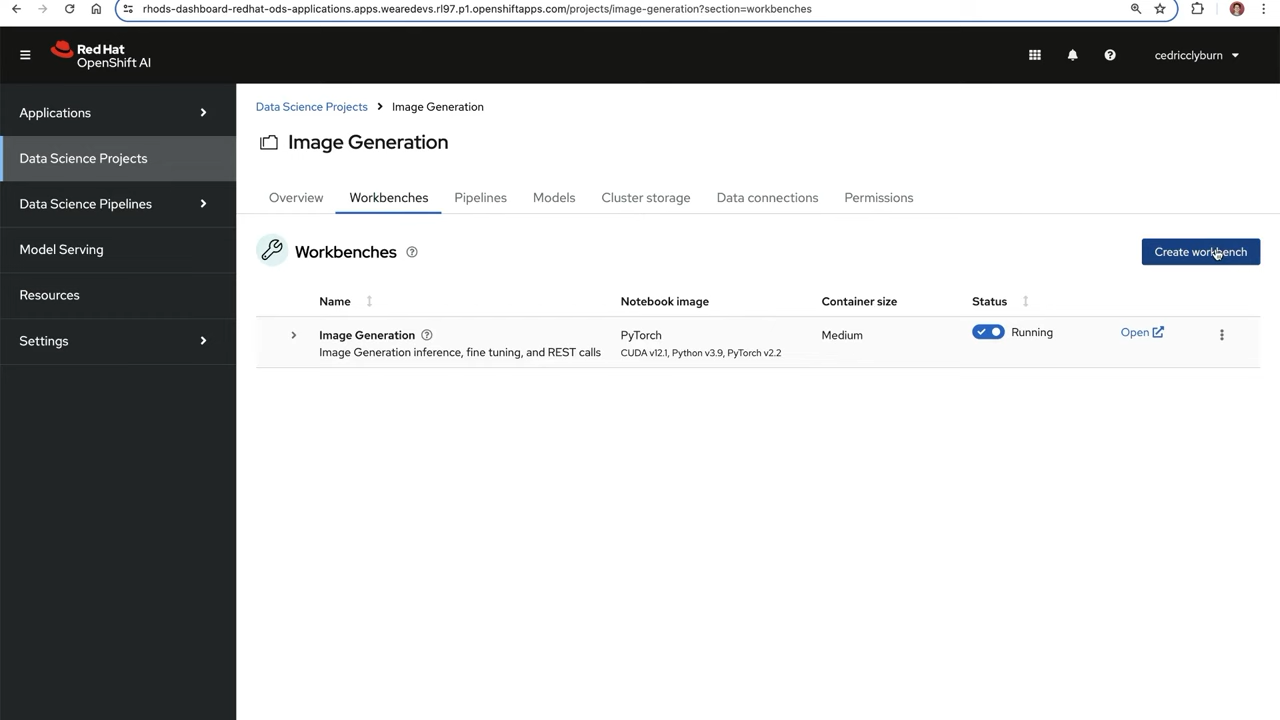 rhods-dashboard-redhat-ods-applications.apps.wearedevs.rl97.p1.openshiftapps.com/projects/image-generation?section=workbenches
Red Hat
OpenShift AI
cedricclyburn
Applications
Data Science Projects
Data Science Pipelines
Model Serving
Resources
Settings
Data Science Projects > Image Generation
Image Generation
Overview Workbenches Pipelines Models Cluster storage Data connections Permissions
Workbenches
Create workbench
Name Notebook image Container size Status
Image Generation PyTorch Medium Running Open
Image Generation inference, fine tuning, and REST calls CUDA v12.1, Python v3.9, PyTorch v2.2